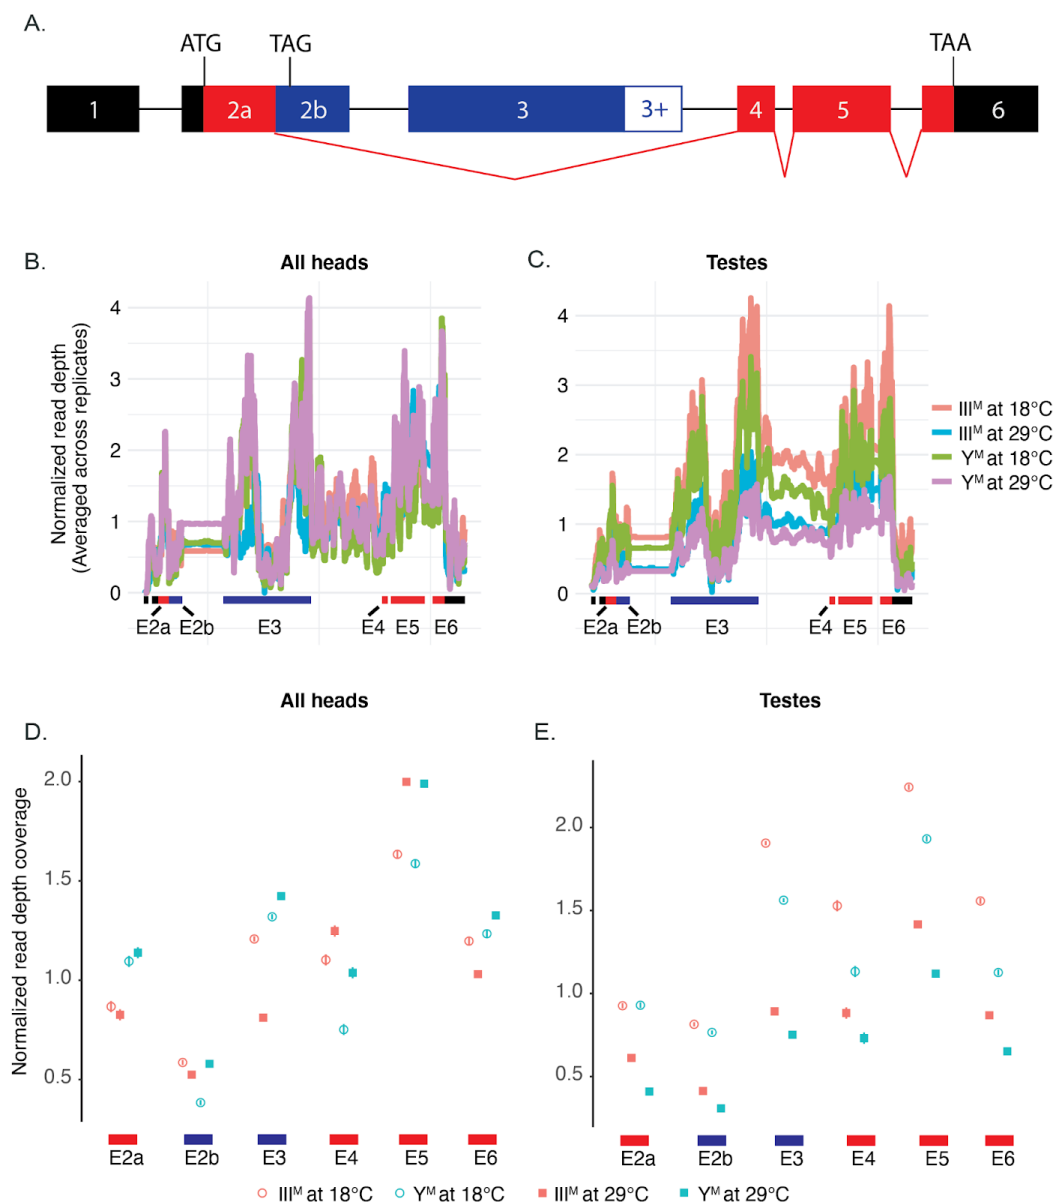 A.
ATG TAG TAA
1 2a 2b 3 3+ 4 5 6
B. All heads
C. Testes
Normalized read depth
(Averaged across replicates)
4
3
2
1
0
E2a E2b E3 E4 E5 E6
4
3
2
1
0
E2a E2b E3 E4 E5 E6
IIIᴹ at 18°C
IIIᴹ at 29°C
Yᴹ at 18°C
Yᴹ at 29°C
All heads
D.
Normalized read depth coverage
2.0
1.5
1.0
0.5
E2a E2b E3 E4 E5 E6
Testes
E.
2.0
1.5
1.0
0.5
E2a E2b E3 E4 E5 E6
IIIᴹ at 18°C Yᴹ at 18°C IIIᴹ at 29°C Yᴹ at 29°C